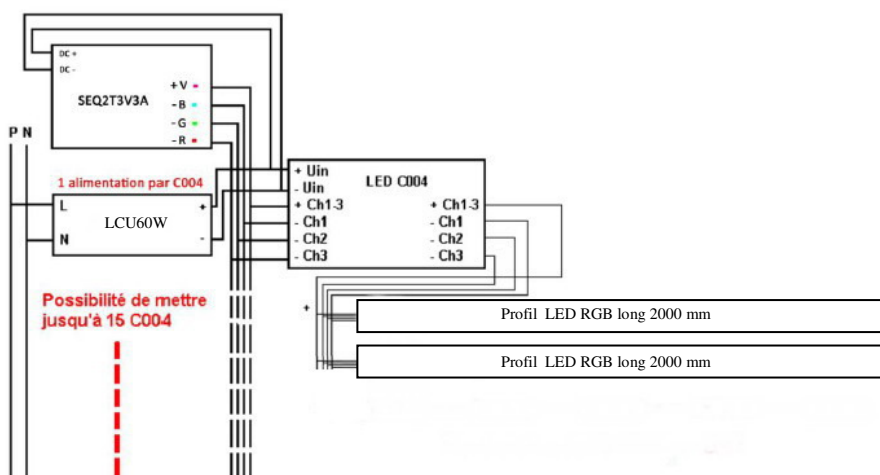 DC +
DC -
SEQ2T3V3A
+ V
- B
- G
- R
P N
1 alimentation par C004
L +
LCU60W
N -
+ Uin
LED C004
- Uin
+ Ch1-3 + Ch1-3
- Ch1 - Ch1
- Ch2 - Ch2
- Ch3 - Ch3
Possibilité de mettre
jusqu'à 15 C004
+
Profil LED RGB long 2000 mm
Profil LED RGB long 2000 mm